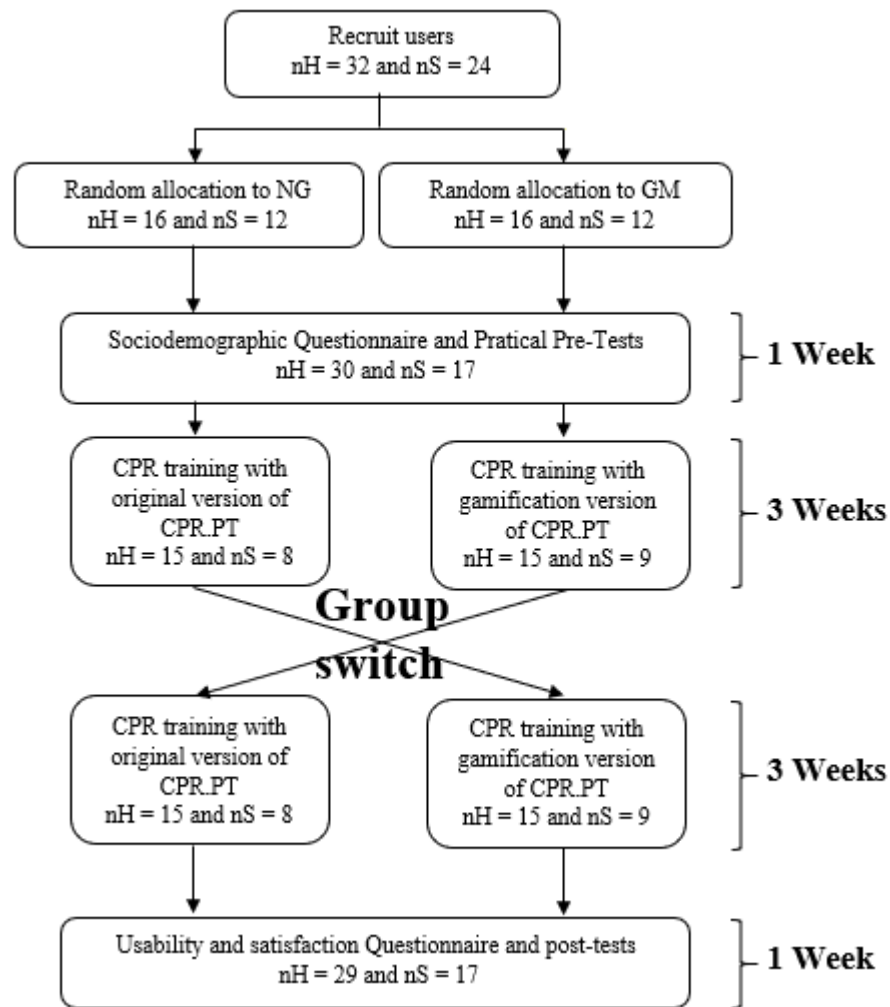 Recruit users
nH = 32 and nS = 24
Random allocation to NG
nH = 16 and nS = 12
Random allocation to GM
nH = 16 and nS = 12
Sociodemographic Questionnaire and Pratical Pre-Tests
nH = 30 and nS = 17
1 Week
CPR training with
original version of
CPR.PT
nH = 15 and nS = 8
CPR training with
gamification version
of CPR.PT
nH = 15 and nS = 9
3 Weeks
Group
switch
CPR training with
original version of
CPR.PT
nH = 15 and nS = 8
CPR training with
gamification version
of CPR.PT
nH = 15 and nS = 9
3 Weeks
Usability and satisfaction Questionnaire and post-tests
nH = 29 and nS = 17
1 Week